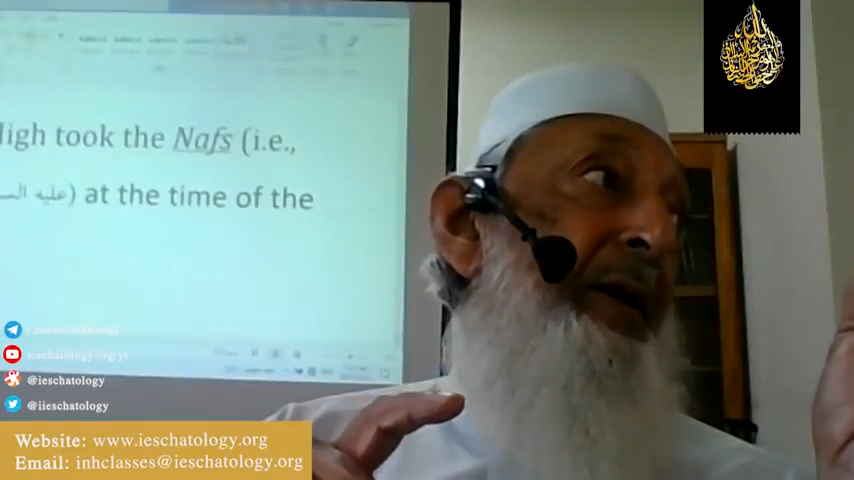 High took the Nafs (i.e.,
عليه الس) at the time of the
ieschatology.org/yt
@ieschatology
@iieschatology
Website: www.ieschatology.org
Email: inhclasses@ieschatology.org